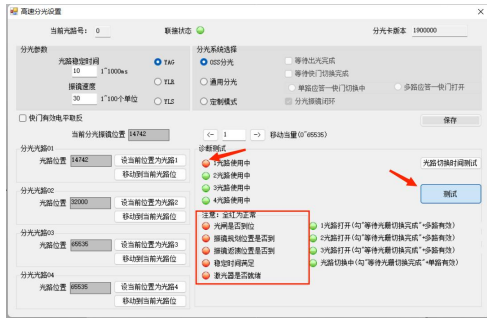 高速分光设置
当前光路号： 0 联接状态 分光卡版本 1900000
分光参数
光路稳定时间
10 1~1000ms
振镜速度
30 1~100个单位
YAG
YLR
YLS
分光系统选择
OSS分光
通用分光
定制模式
等待出光完成
等待快门切换完成
单路应答一快门切换中
多路应答一快门打开
分光振镜闭环
快门有效电平取反
保存
当前分光振镜位置 14742
<- 1 -> 移动当量(0~65535)
分光光路01
光路位置 14742 设当前位置为光路1
移动到当前光路位
分光光路02
光路位置 32000 设当前位置为光路2
移动到当前光路位
分光光路03
光路位置 65535 设当前位置为光路3
移动到当前光路位
分光光路04
光路位置 65535 设当前位置为光路4
移动到当前光路位
诊断测试
1光路使用中
2光路使用中
3光路使用中
4光路使用中
光路切换时间测试
测试
注意：全红为正常
光闸是否到位
振镜规划位置是否到
振镜返馈位置是否到
稳定时间满足
激光器是否就绪
1光路打开(勾"等待光最切换完成"+多路有效)
2光路打开(勾"等待光最切换完成"+多路有效)
3光路打开(勾"等待光最切换完成"+多路有效)
光路切换中(勾"等待光最切换完成"+单路有效)